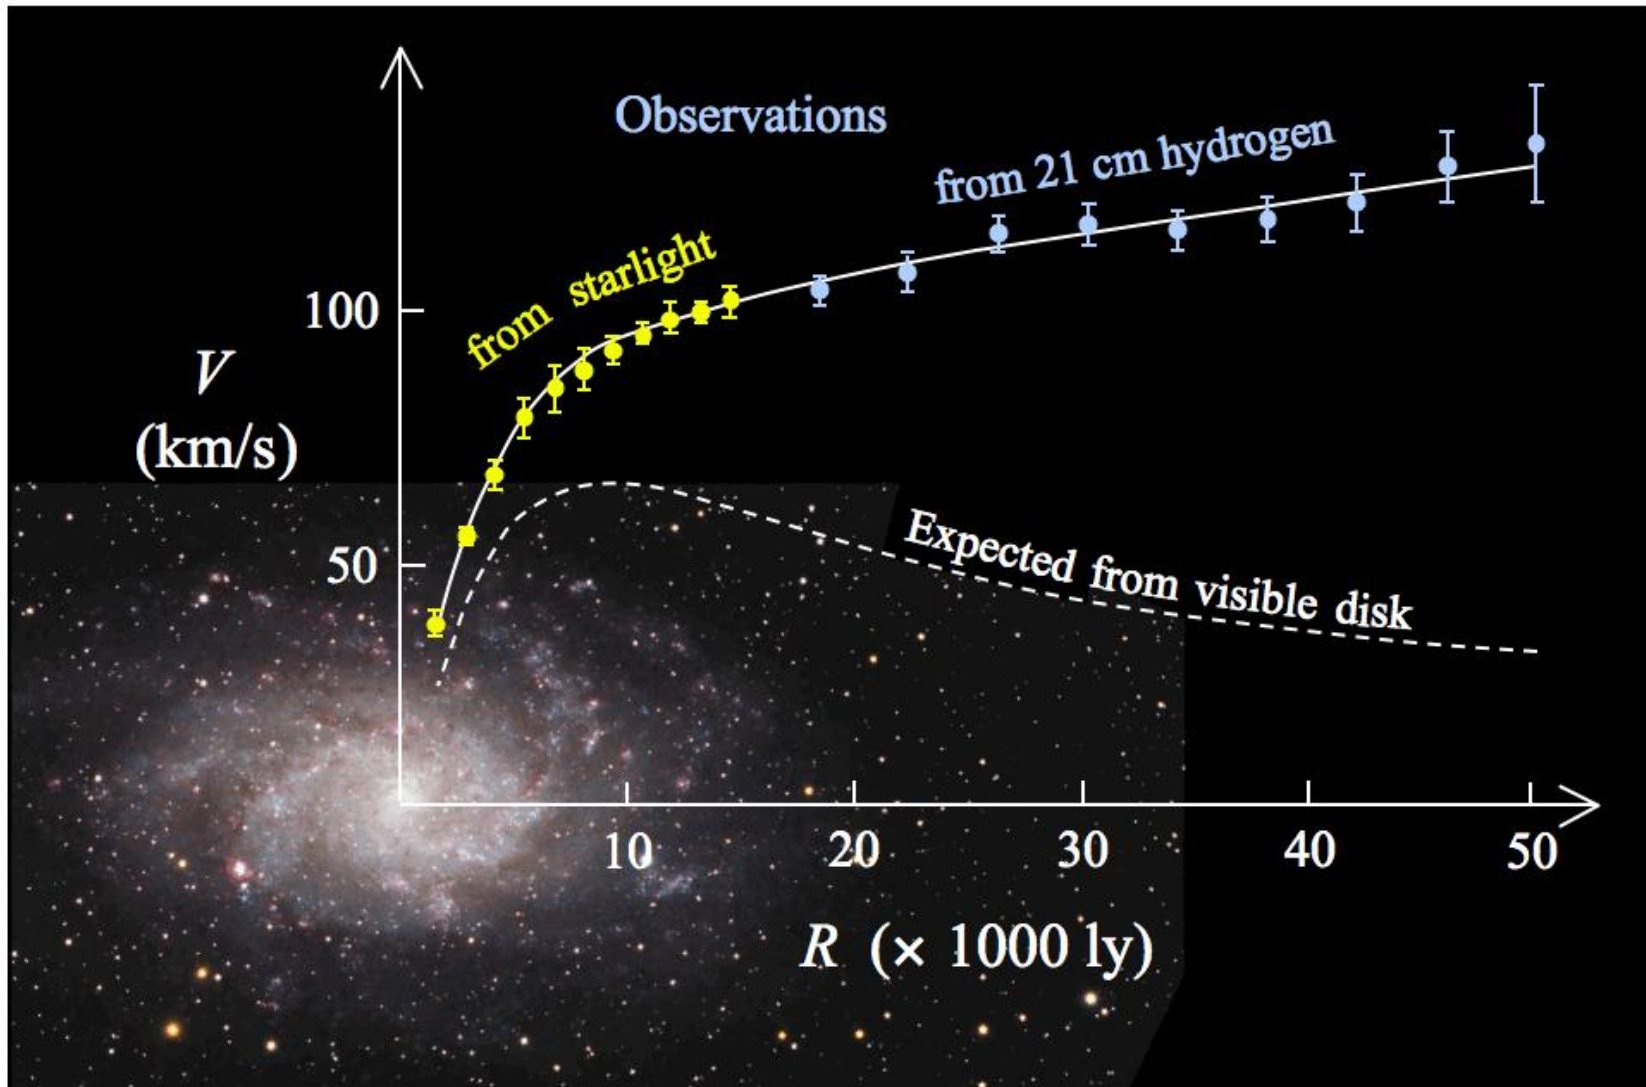 Observations
from 21 cm hydrogen
from starlight
100
V
(km/s)
50
Expected from visible disk
10
20
30
40
50
R (× 1000 ly)